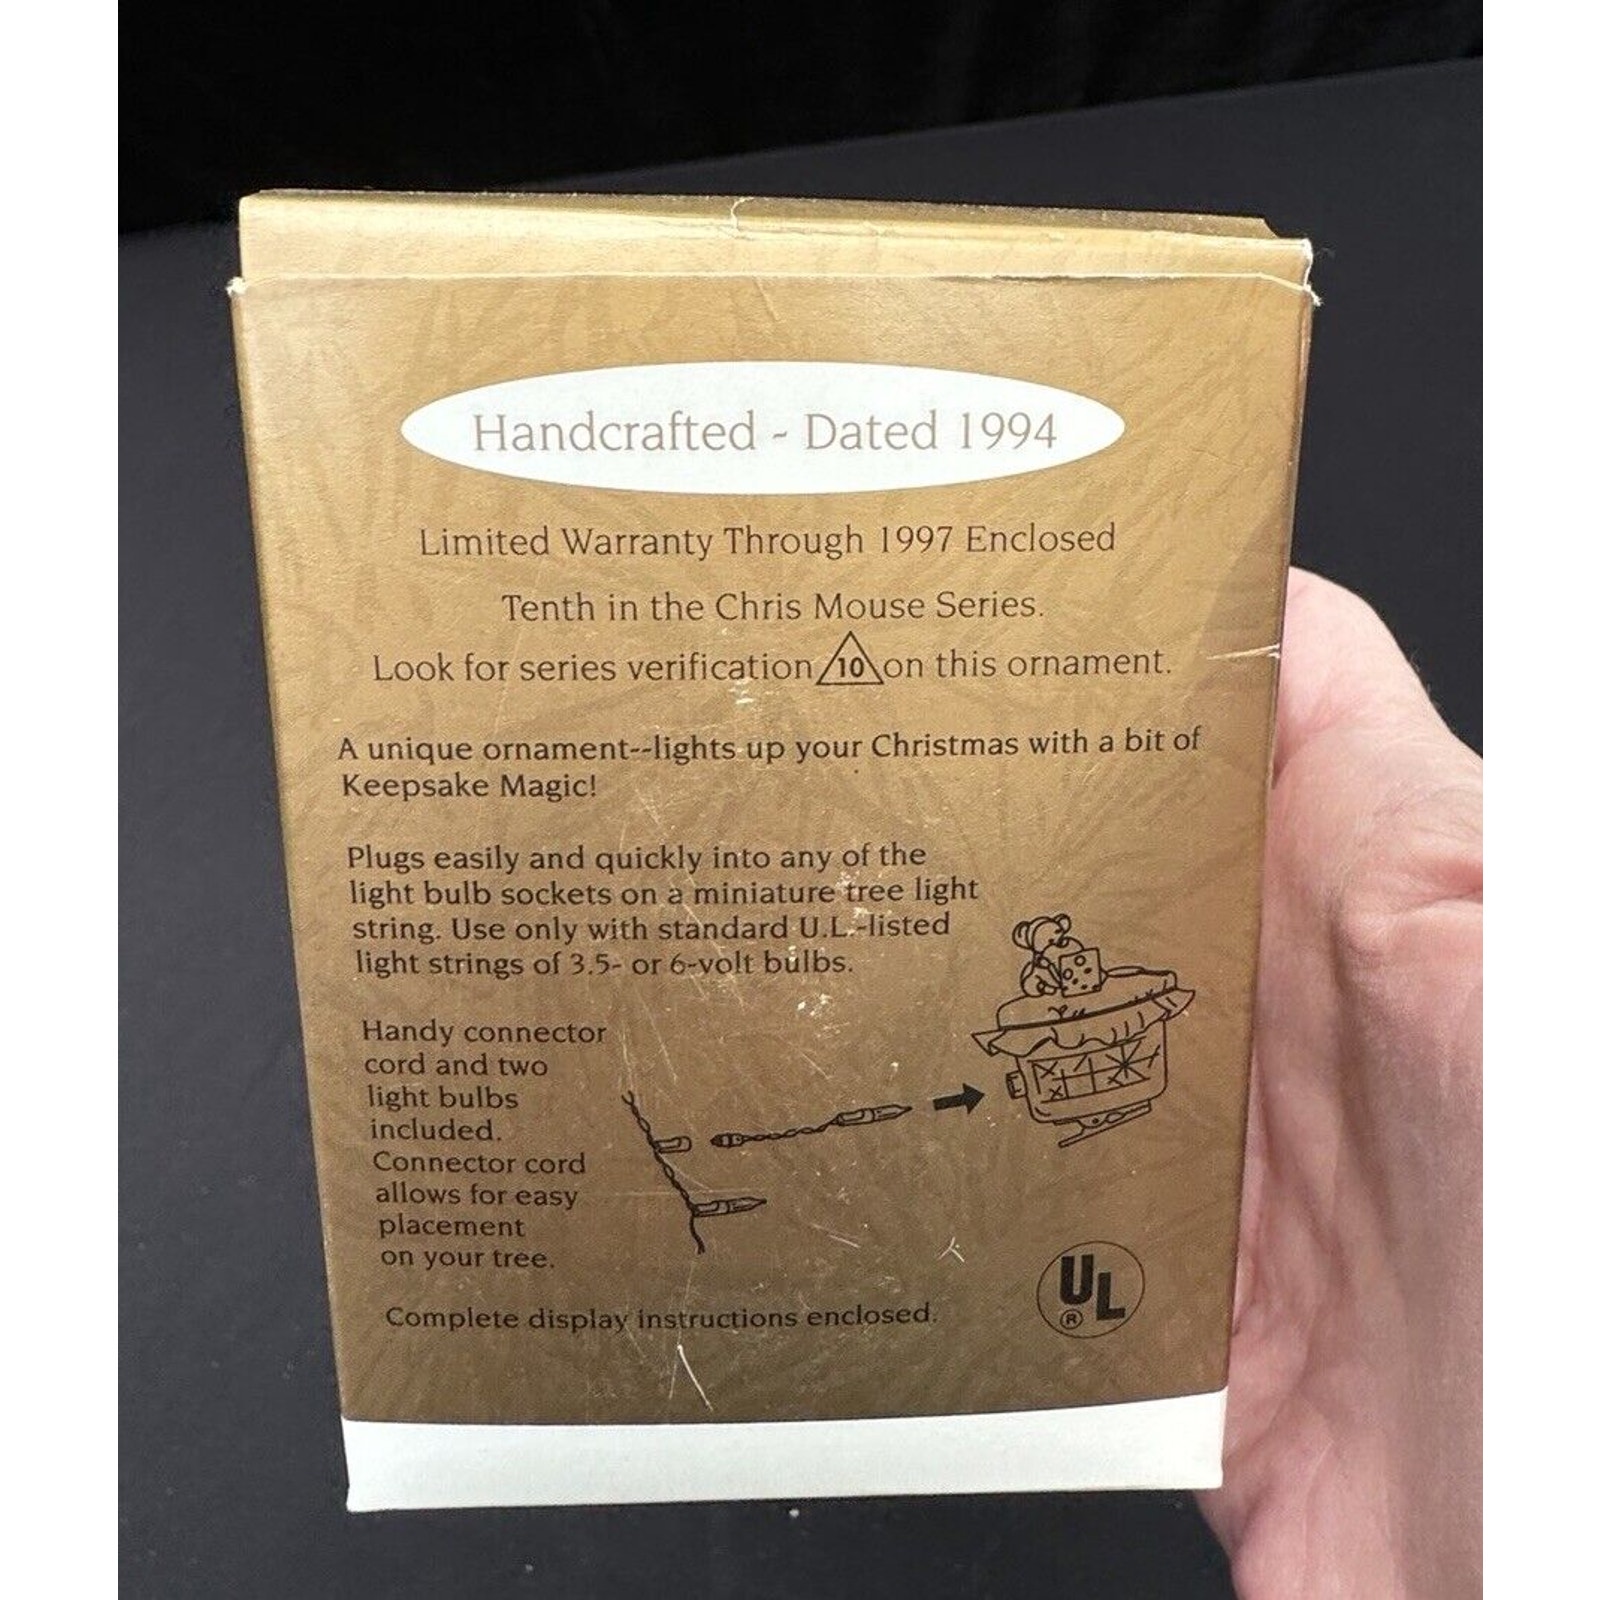 Handcrafted - Dated 1994
Limited Warranty Through 1997 Enclosed
Tenth in the Chris Mouse Series.
Look for series verification 10 on this ornament.
A unique ornament--lights up your Christmas with a bit of
Keepsake Magic!
Plugs easily and quickly into any of the
light bulb sockets on a miniature tree light
string. Use only with standard U.L.-listed
light strings of 3.5- or 6-volt bulbs.
Handy connector
cord and two
light bulbs
included.
Connector cord
allows for easy
placement
on your tree.
Complete display instructions enclosed.
UL
®